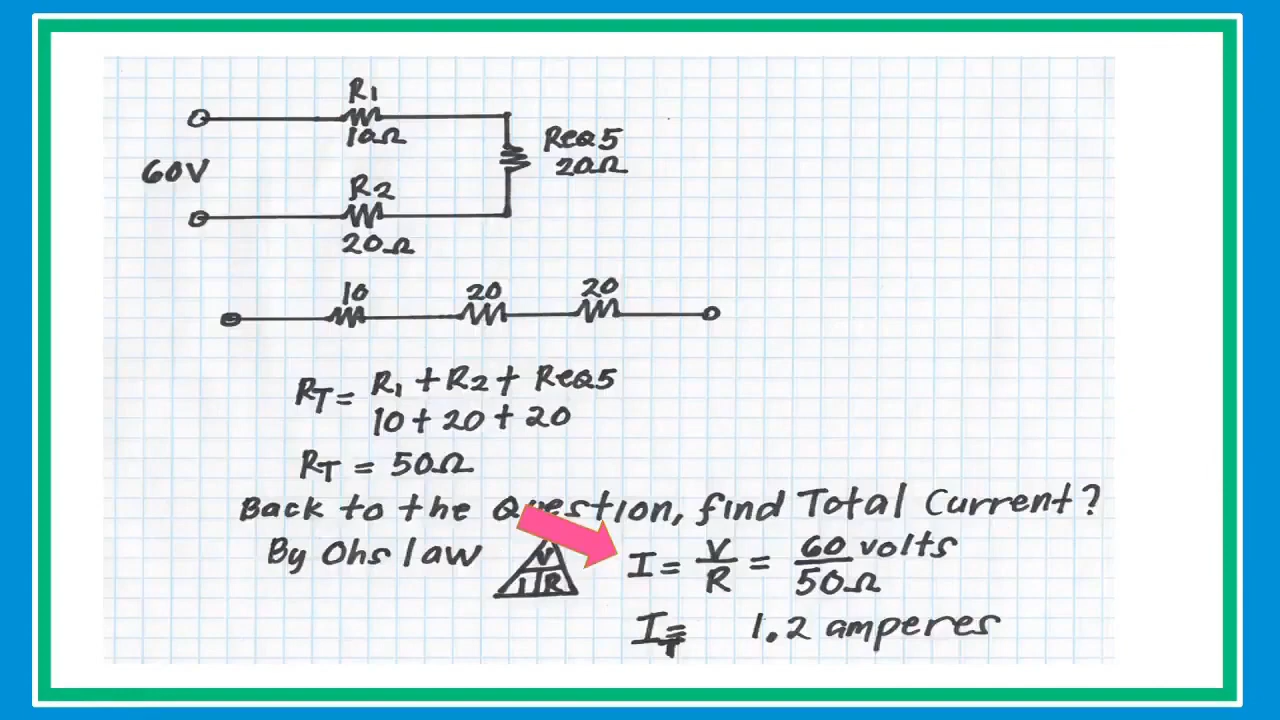 R1
10Ω
Req5
20Ω
60V
R2
20Ω
10 20 20
RT = R1 + R2 + Req5
10 + 20 + 20
RT = 50Ω
Back to the Question, find Total Current?
By Ohs law V I R I = V/R = 60 volts/50Ω
IT = 1.2 amperes